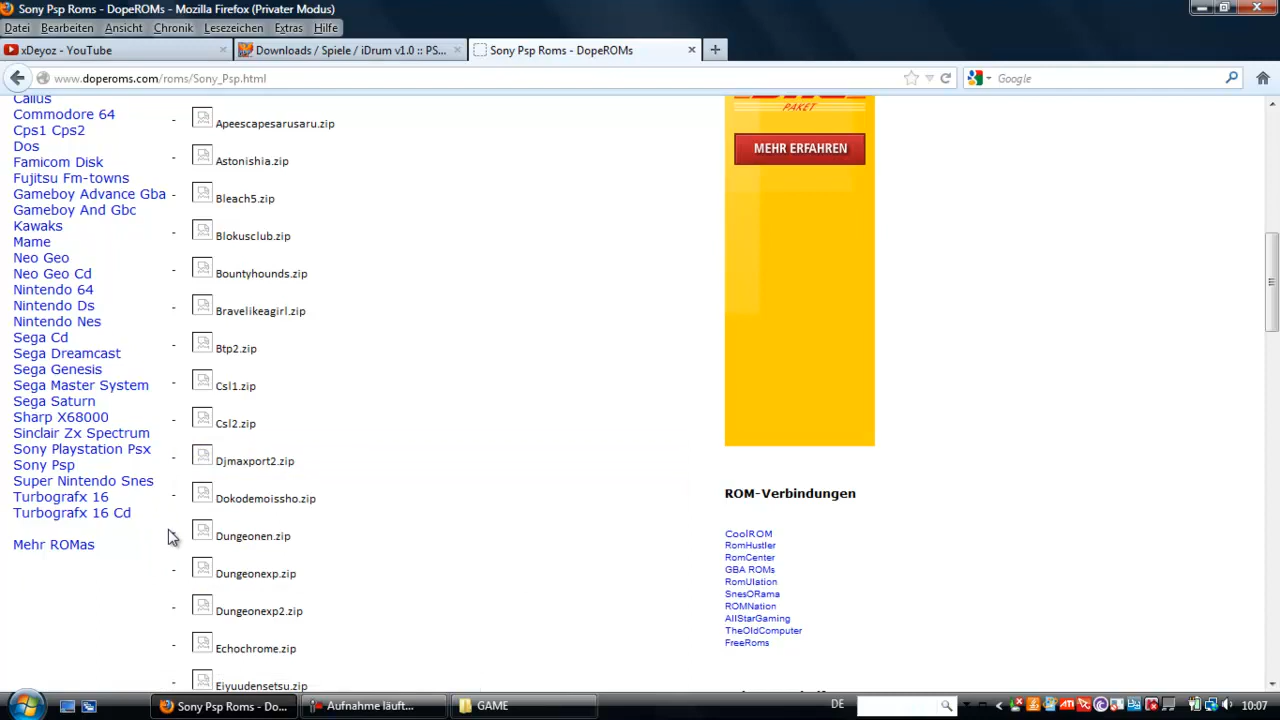 Sony Psp Roms - DopeROMs - Mozilla Firefox (Privater Modus)
Datei Bearbeiten Ansicht Chronik Lesezeichen Extras Hilfe
xDeyoz - YouTube
Downloads / Spiele / iDrum v1.0 :: PS...
Sony Psp Roms - DopeROMs
www.doperoms.com/roms/Sony_Psp.html
Google
Callus
Commodore 64
Cps1 Cps2
Dos
Famicom Disk
Fujitsu Fm-towns
Gameboy Advance Gba
Gameboy And Gbc
Kawaks
Mame
Neo Geo
Neo Geo Cd
Nintendo 64
Nintendo Ds
Nintendo Nes
Sega Cd
Sega Dreamcast
Sega Genesis
Sega Master System
Sega Saturn
Sharp X68000
Sinclair Zx Spectrum
Sony Playstation Psx
Sony Psp
Super Nintendo Snes
Turbografx 16
Turbografx 16 Cd
Mehr ROMas
- Apeescapesarusaru.zip
- Astonishia.zip
- Bleach5.zip
- Blokusclub.zip
- Bountyhounds.zip
- Bravelikeagirl.zip
- Btp2.zip
- Csl1.zip
- Csl2.zip
- Djmaxport2.zip
- Dokodemoissho.zip
- Dungeonen.zip
- Dungeonexp.zip
- Dungeonexp2.zip
- Echochrome.zip
- Eiyuudensetsu.zip
PAKET
MEHR ERFAHREN
ROM-Verbindungen
CoolROM
RomHustler
RomCenter
GBA ROMs
RomUlation
SnesORama
ROMNation
AllStarGaming
TheOldComputer
FreeRoms
Sony Psp Roms - Do...
Aufnahme läuft...
GAME
DE
10:07